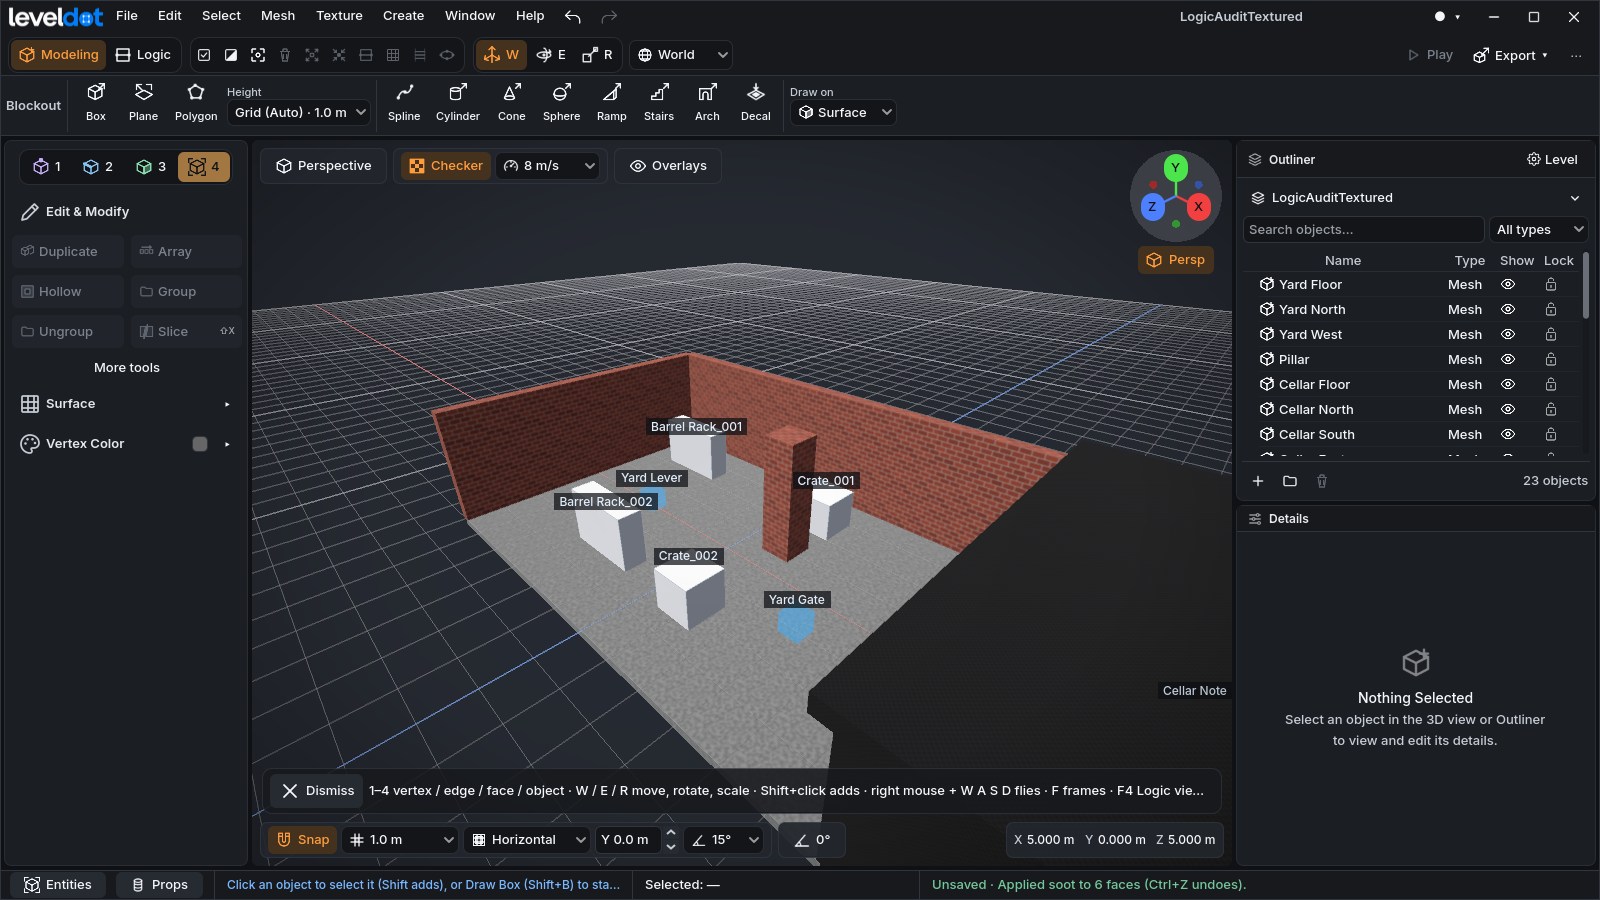 leveldot File Edit Select Mesh Texture Create Window Help LogicAuditTextured
Modeling Logic W E R World Play Export
Blockout Box Plane Polygon Height Grid (Auto) · 1.0 m Spline Cylinder Cone Sphere Ramp Stairs Arch Decal Draw on Surface
1 2 3 4
Edit & Modify
Duplicate Array
Hollow Group
Ungroup Slice ⇧X
More tools
Surface
Vertex Color
Perspective Checker 8 m/s Overlays
Y
Z X
Persp
Barrel Rack_001
Yard Lever
Crate_001
Barrel Rack_002
Crate_002
Yard Gate
Cellar Note
Dismiss 1–4 vertex / edge / face / object · W / E / R move, rotate, scale · Shift+click adds · right mouse + W A S D flies · F frames · F4 Logic vie...
Snap 1.0 m Horizontal Y 0.0 m 15° 0° X 5.000 m Y 0.000 m Z 5.000 m
Outliner Level
LogicAuditTextured
Search objects... All types
Name Type Show Lock
Yard Floor Mesh
Yard North Mesh
Yard West Mesh
Pillar Mesh
Cellar Floor Mesh
Cellar North Mesh
Cellar South Mesh
23 objects
Details
Nothing Selected
Select an object in the 3D view or Outliner
to view and edit its details.
Entities Props Click an object to select it (Shift adds), or Draw Box (Shift+B) to sta... Selected: — Unsaved · Applied soot to 6 faces (Ctrl+Z undoes).